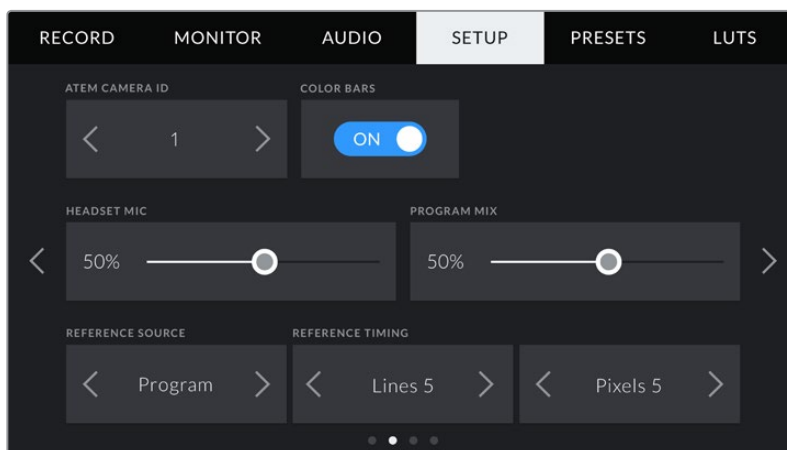 RECORD MONITOR AUDIO SETUP PRESETS LUTS
ATEM CAMERA ID COLOR BARS
1 ON
HEADSET MIC PROGRAM MIX
50% 50%
REFERENCE SOURCE REFERENCE TIMING
Program Lines 5 Pixels 5